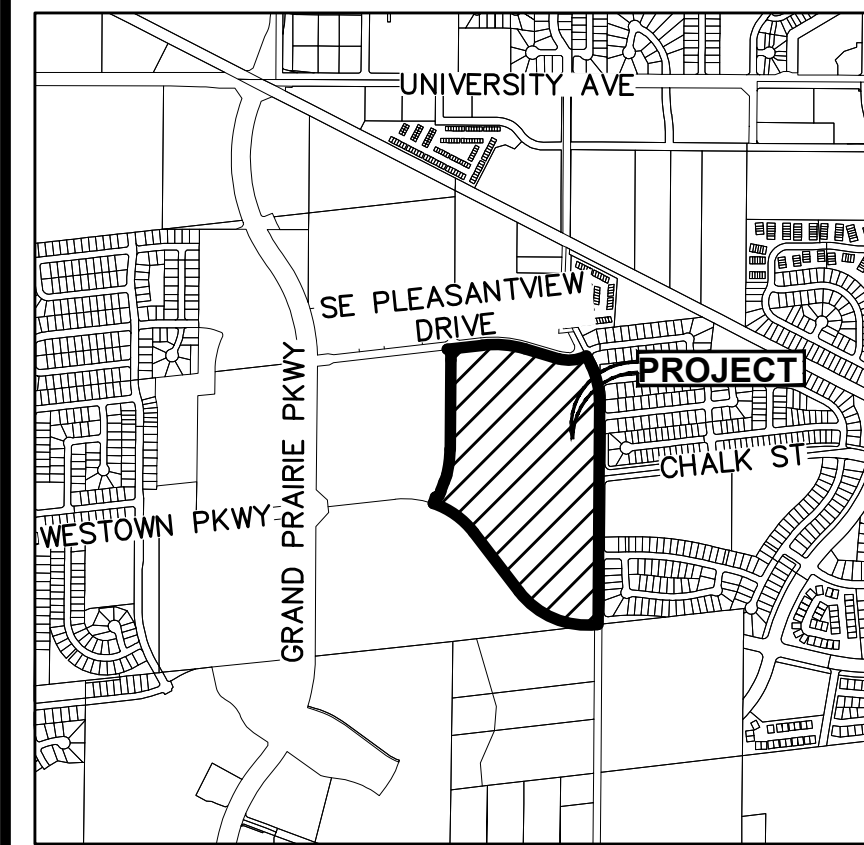 UNIVERSITY AVE
SE PLEASANTVIEW
DRIVE
PROJECT
GRAND PRAIRIE PKWY
CHALK ST
WESTOWN PKWY